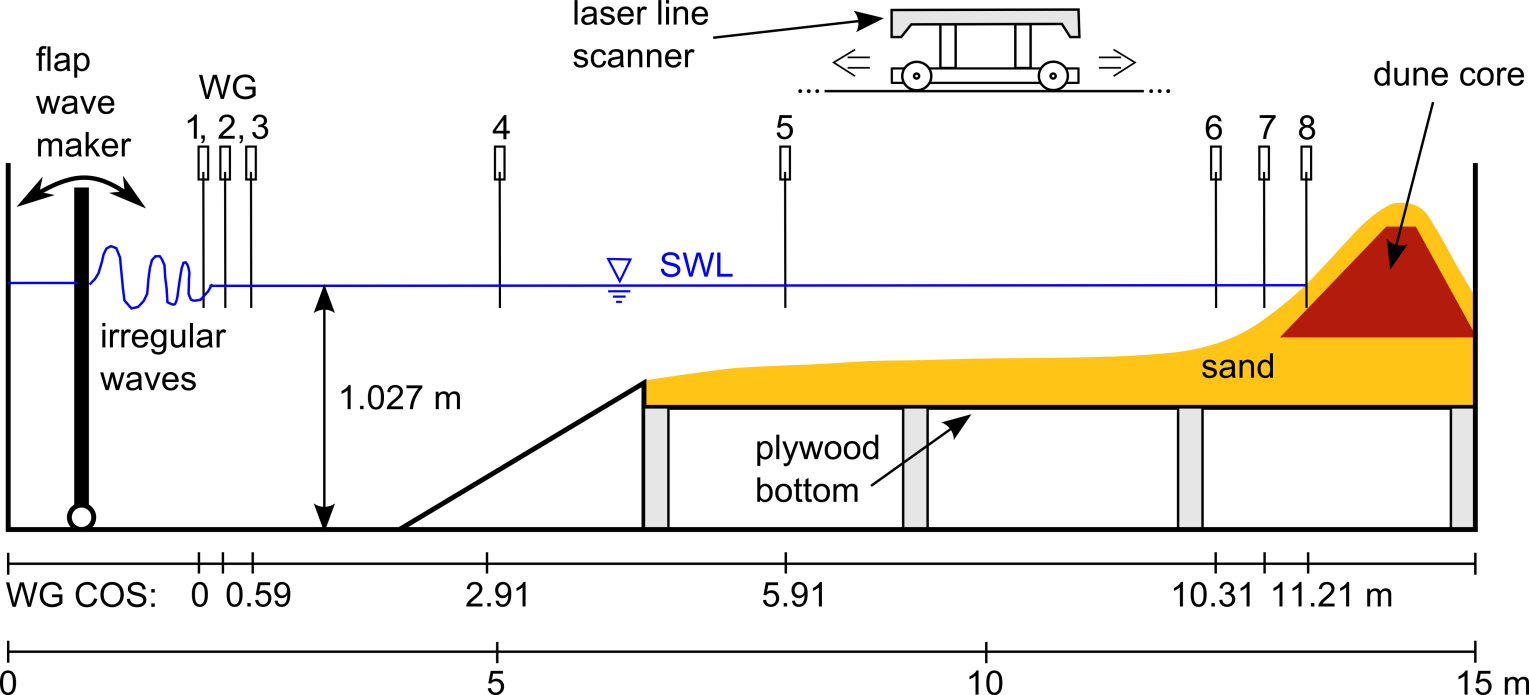 laser line
scanner
flap
wave
maker
WG
1, 2, 3
4
5
6
7
8
dune core
SWL
irregular
waves
1.027 m
sand
plywood
bottom
WG COS: 0 0.59 2.91 5.91 10.31 11.21 m
0 5 10 15 m